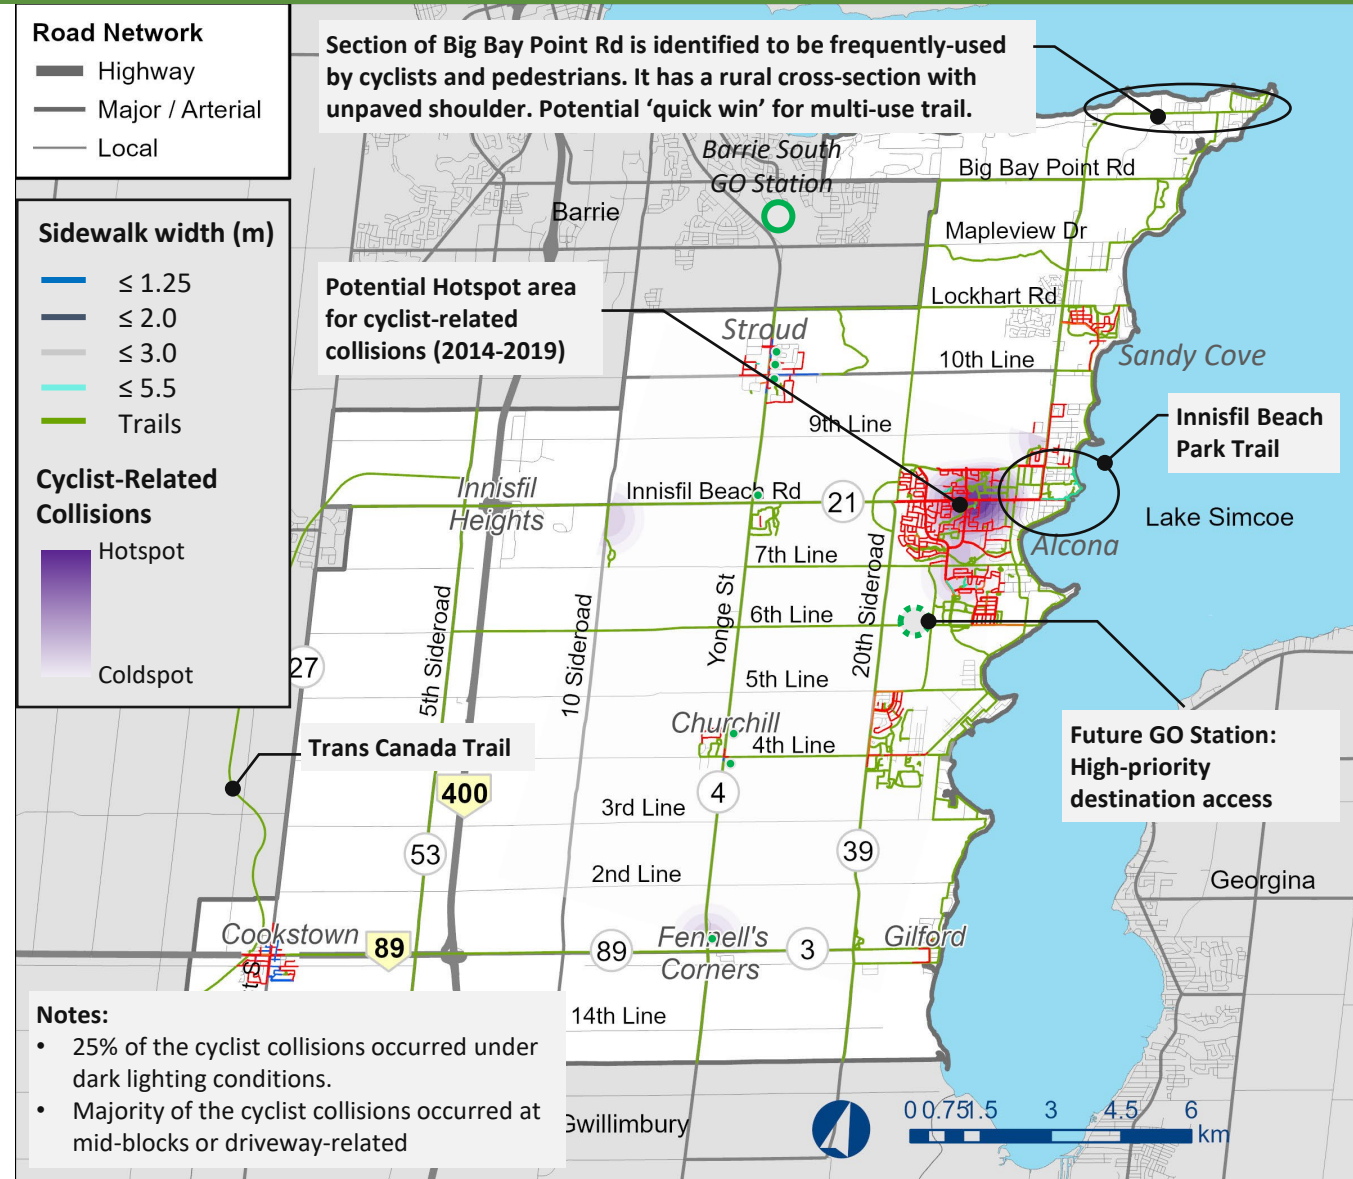 Road Network
Highway
Major / Arterial
Local
Sidewalk width (m)
≤ 1.25
≤ 2.0
≤ 3.0
≤ 5.5
Trails
Cyclist-Related
Collisions
Hotspot
Coldspot
Section of Big Bay Point Rd is identified to be frequently-used
by cyclists and pedestrians. It has a rural cross-section with
unpaved shoulder. Potential ‘quick win’ for multi-use trail.
Barrie South
GO Station
Barrie
Big Bay Point Rd
Mapleview Dr
Lockhart Rd
Potential Hotspot area
for cyclist-related
collisions (2014-2019)
Stroud
10th Line
Sandy Cove
9th Line
Innisfil Beach
Park Trail
Innisfil
Heights
Innisfil Beach Rd
21
Lake Simcoe
Alcona
7th Line
6th Line
5th Sideroad
10 Sideroad
Yonge St
20th Sideroad
27
5th Line
Churchill
4th Line
Trans Canada Trail
Future GO Station:
High-priority
destination access
400
4
3rd Line
53
39
2nd Line
Georgina
Cookstown
89
89
Fennell's
Corners
3
Gilford
t S
14th Line
Notes:
• 25% of the cyclist collisions occurred under
dark lighting conditions.
• Majority of the cyclist collisions occurred at
mid-blocks or driveway-related
Gwillimbury
0 0.75 1.5 3 4.5 6
km